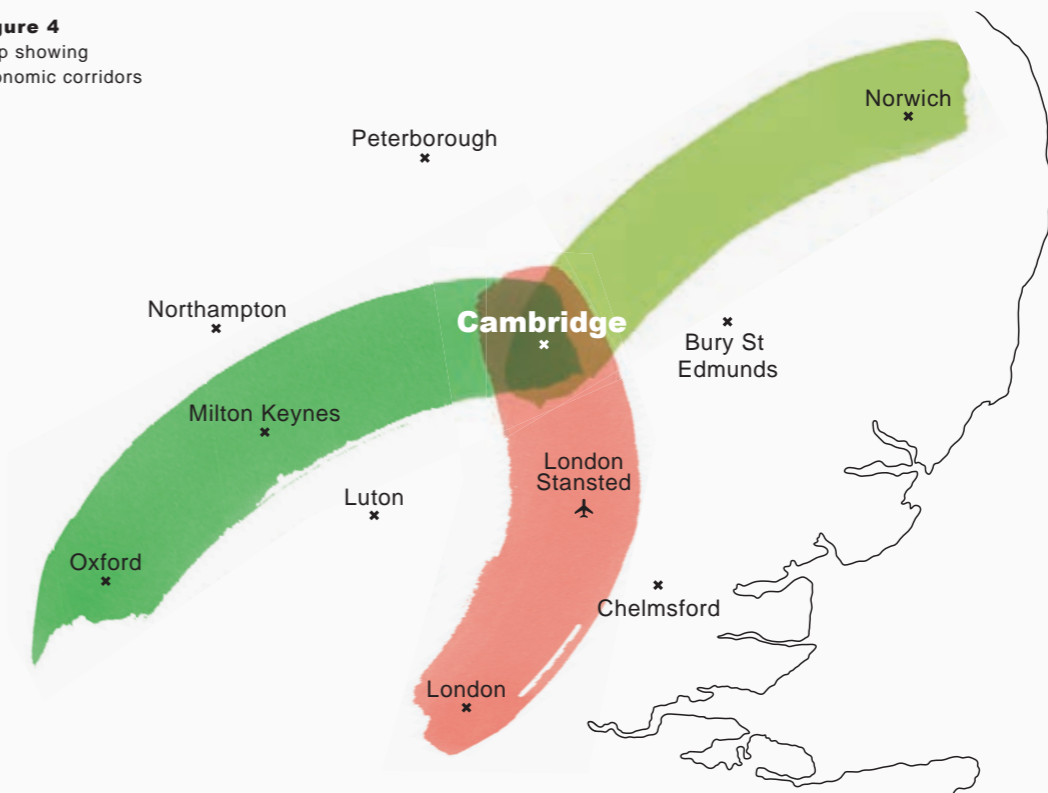 gure 4
p showing
onomic corridors
Norwich
Peterborough
Northampton
Cambridge
Bury St
Edmunds
Milton Keynes
London
Stansted
Luton
Oxford
Chelmsford
London